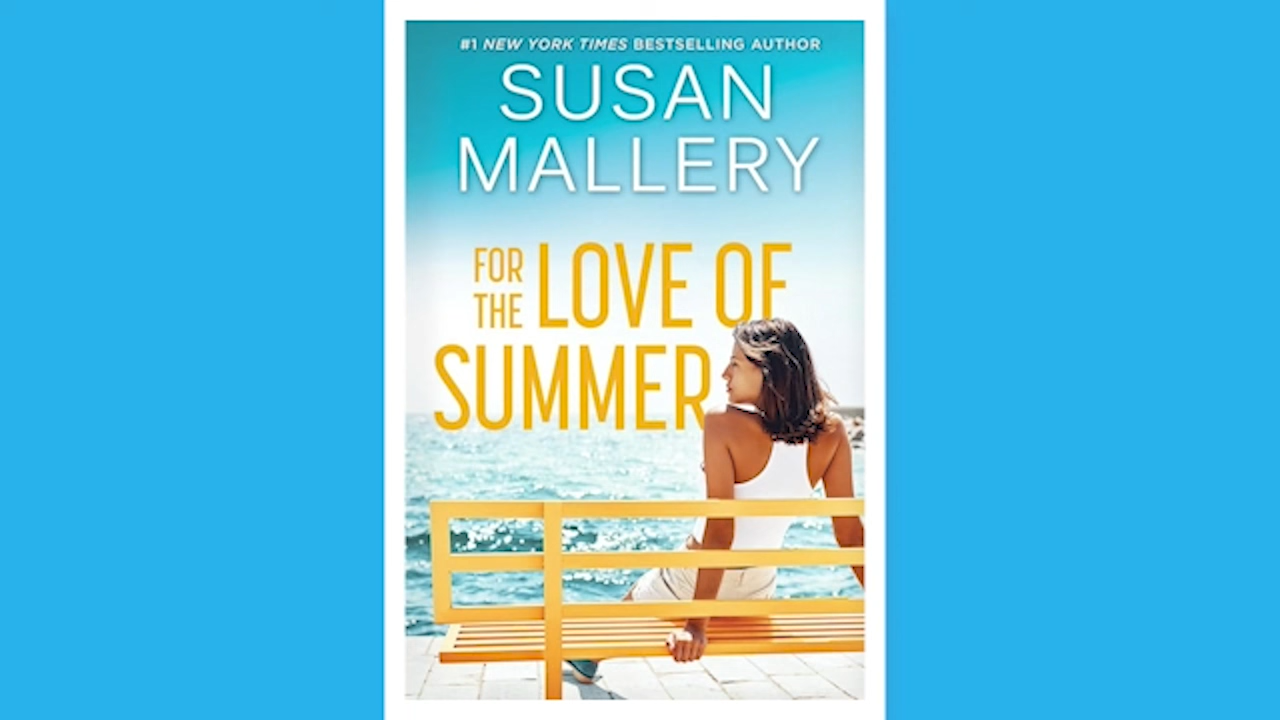 #1 NEW YORK TIMES BESTSELLING AUTHOR
SUSAN
MALLERY
FOR
THE LOVE OF
SUMMER